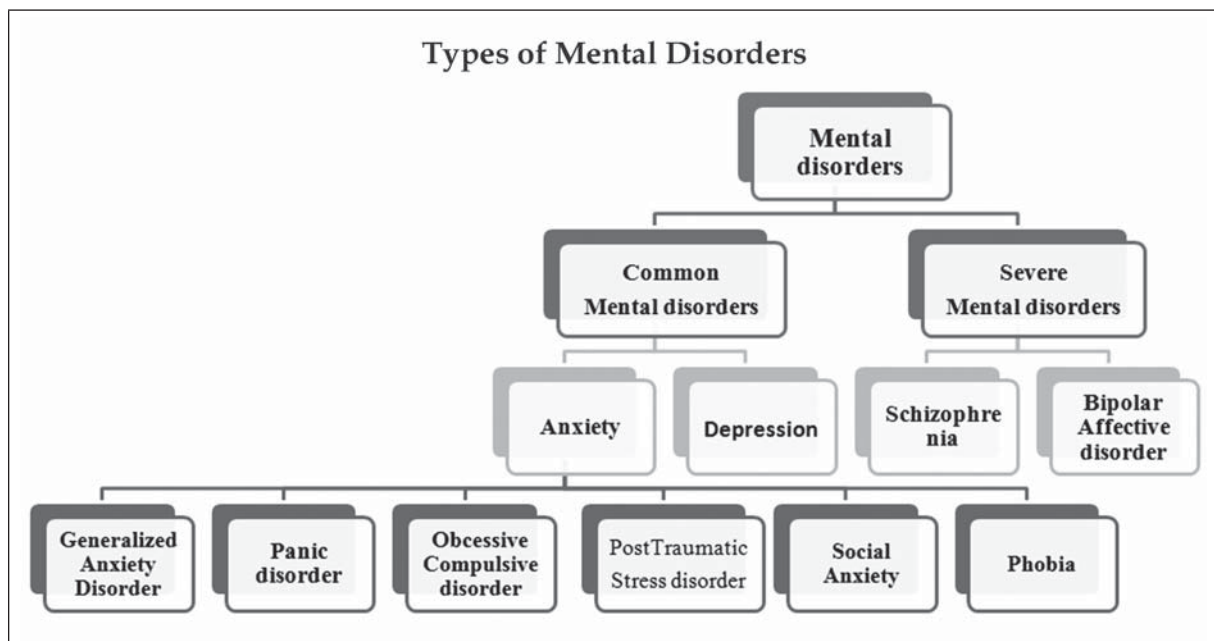 Types of Mental Disorders
Mental
disorders
Common
Mental disorders
Severe
Mental disorders
Anxiety
Depression
Schizophre
nia
Bipolar
Affective
disorder
Generalized
Anxiety
Disorder
Panic
disorder
Obcessive
Compulsive
disorder
PostTraumatic
Stress disorder
Social
Anxiety
Phobia